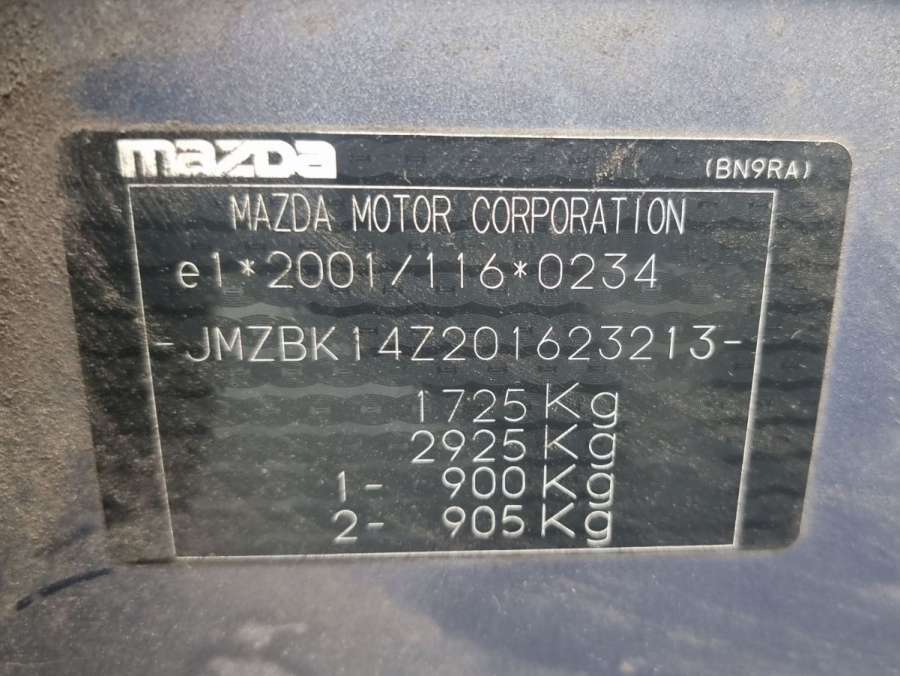 mazda
(BN9RA)
MAZDA MOTOR CORPORATION
e1*2001/116*0234
-JMZBK14Z201623213-
1725 Kg
2925 Kg
1- 900 Kg
2- 905 Kg